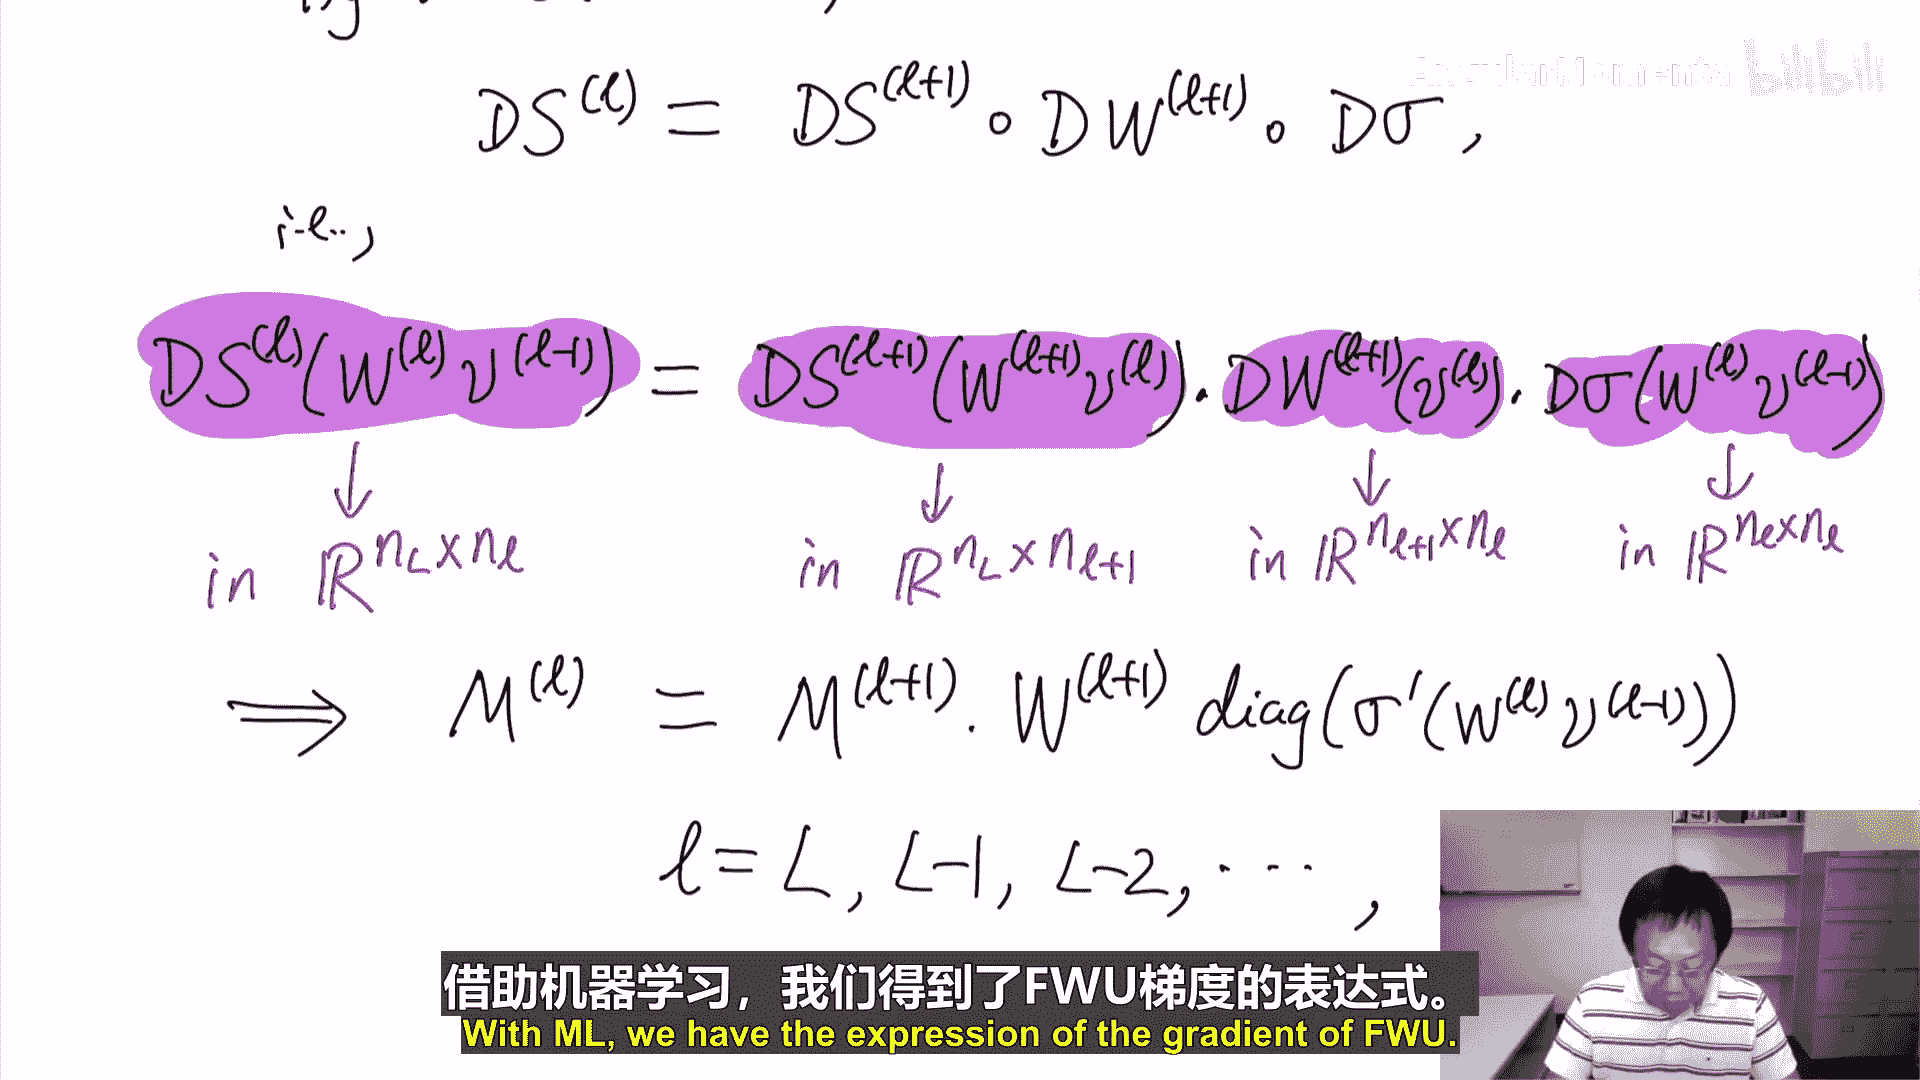 bilibili
DS^(l) = DS^(l+1) ∘ DW^(l+1) ∘ Dσ,
i.e.,
DS^(l)(W^(l) v^(l-1)) = DS^(l+1)(W^(l+1) v^(l)) · DW^(l+1)(v^(l)) · Dσ(W^(l) v^(l-1))
in ℝ^(n_L×n_l) in ℝ^(n_L×n_(l+1)) in ℝ^(n_(l+1)×n_l) in ℝ^(n_l×n_l)
⟹ M^(l) = M^(l+1) · W^(l+1) diag(σ'(W^(l) v^(l-1)))
l = L, L-1, L-2, ··· ,
借助机器学习，我们得到了FWU梯度的表达式。
With ML, we have the expression of the gradient of FWU.